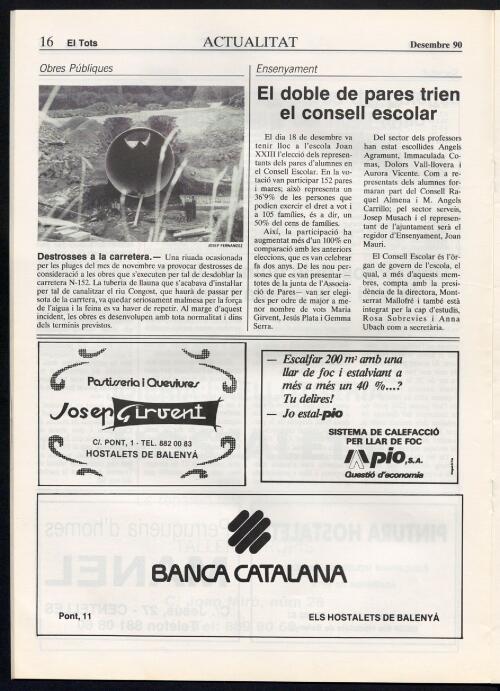 16 El Tots
ACTUALITAT
Desembre 90
Obres Públiques
JOSEP FERNANDEZ
Destrosses a la carretera.— Una riuada ocasionada
per les pluges del mes de novembre va provocar destrosses de
consideració a les obres que s'executen per tal de desdoblar la
carretera N-152. La tuberia de llauna que s'acabava d'instal·lar
per tal de canalitzar el riu Congost, que haurà de passar per
sota de la carrtera, va quedar seriosament malmesa per la força
de l'aigua i la feina es va haver de repetir. Al marge d'aquest
incident, les obres es desenvolupen amb tota normalitat i dins
dels terminis previstos.
Ensenyament
El doble de pares trien
el consell escolar
El dia 18 de desembre va
tenir lloc a l'escola Joan
XXIII l'elecció dels represen-
tants dels pares d'alumnes en
el Consell Escolar. En la vo-
tació van participar 152 pares
i mares; això representa un
36'9% de les persones que
podien exercir el dret a vot i
a 105 famílies, és a dir, un
50% del cens de famílies.
Així, la participació ha
augmentat més d'un 100% en
comparació amb les anteriors
eleccions, que es van celebrar
fa dos anys. De les nou per-
sones que es van presentar —
totes de la junta de l'Associa-
ció de Pares— van ser elegi-
des per odre de major a me-
nor nombre de vots Maria
Girvent, Jesús Plata i Gemma
Serra.
Del sector dels professors
han estat escollides Angels
Agramunt, Immaculada Co-
mas, Dolors Vall-llovera i
Aurora Vicente. Com a re-
presentats dels alumnes for-
maran part del Consell Ra-
quel Almena i M. Angels
Carrillo; pel sector serveis,
Josep Musach i el represen-
tant de l'ajuntament serà el
regidor d'Ensenyament, Joan
Mauri.
El Consell Escolar és l'òr-
gan de govern de l'escola, el
qual, a més d'aquests mem-
bres, compta amb la presi-
dència de la directora, Mont-
serrat Mallofré i també està
integrat per la cap d'estudis,
Rosa Sobrevies i Anna
Ubach com a secretària.
Pastisseria i Queviures
Josep Girvent
C/. PONT, 1 - TEL. 882 00 83
HOSTALETS DE BALENYÁ
— Escalfar 200 m² amb una
llar de foc i estalviant a
més a més un 40 %...?
Tu delires!
— Jo estal-pio
SISTEMA DE CALEFACCIÓ
PER LLAR DE FOC
pio, S.A.
Qüestió d'economia
BANCA CATALANA
Pont, 11
ELS HOSTALETS DE BALENYÁ